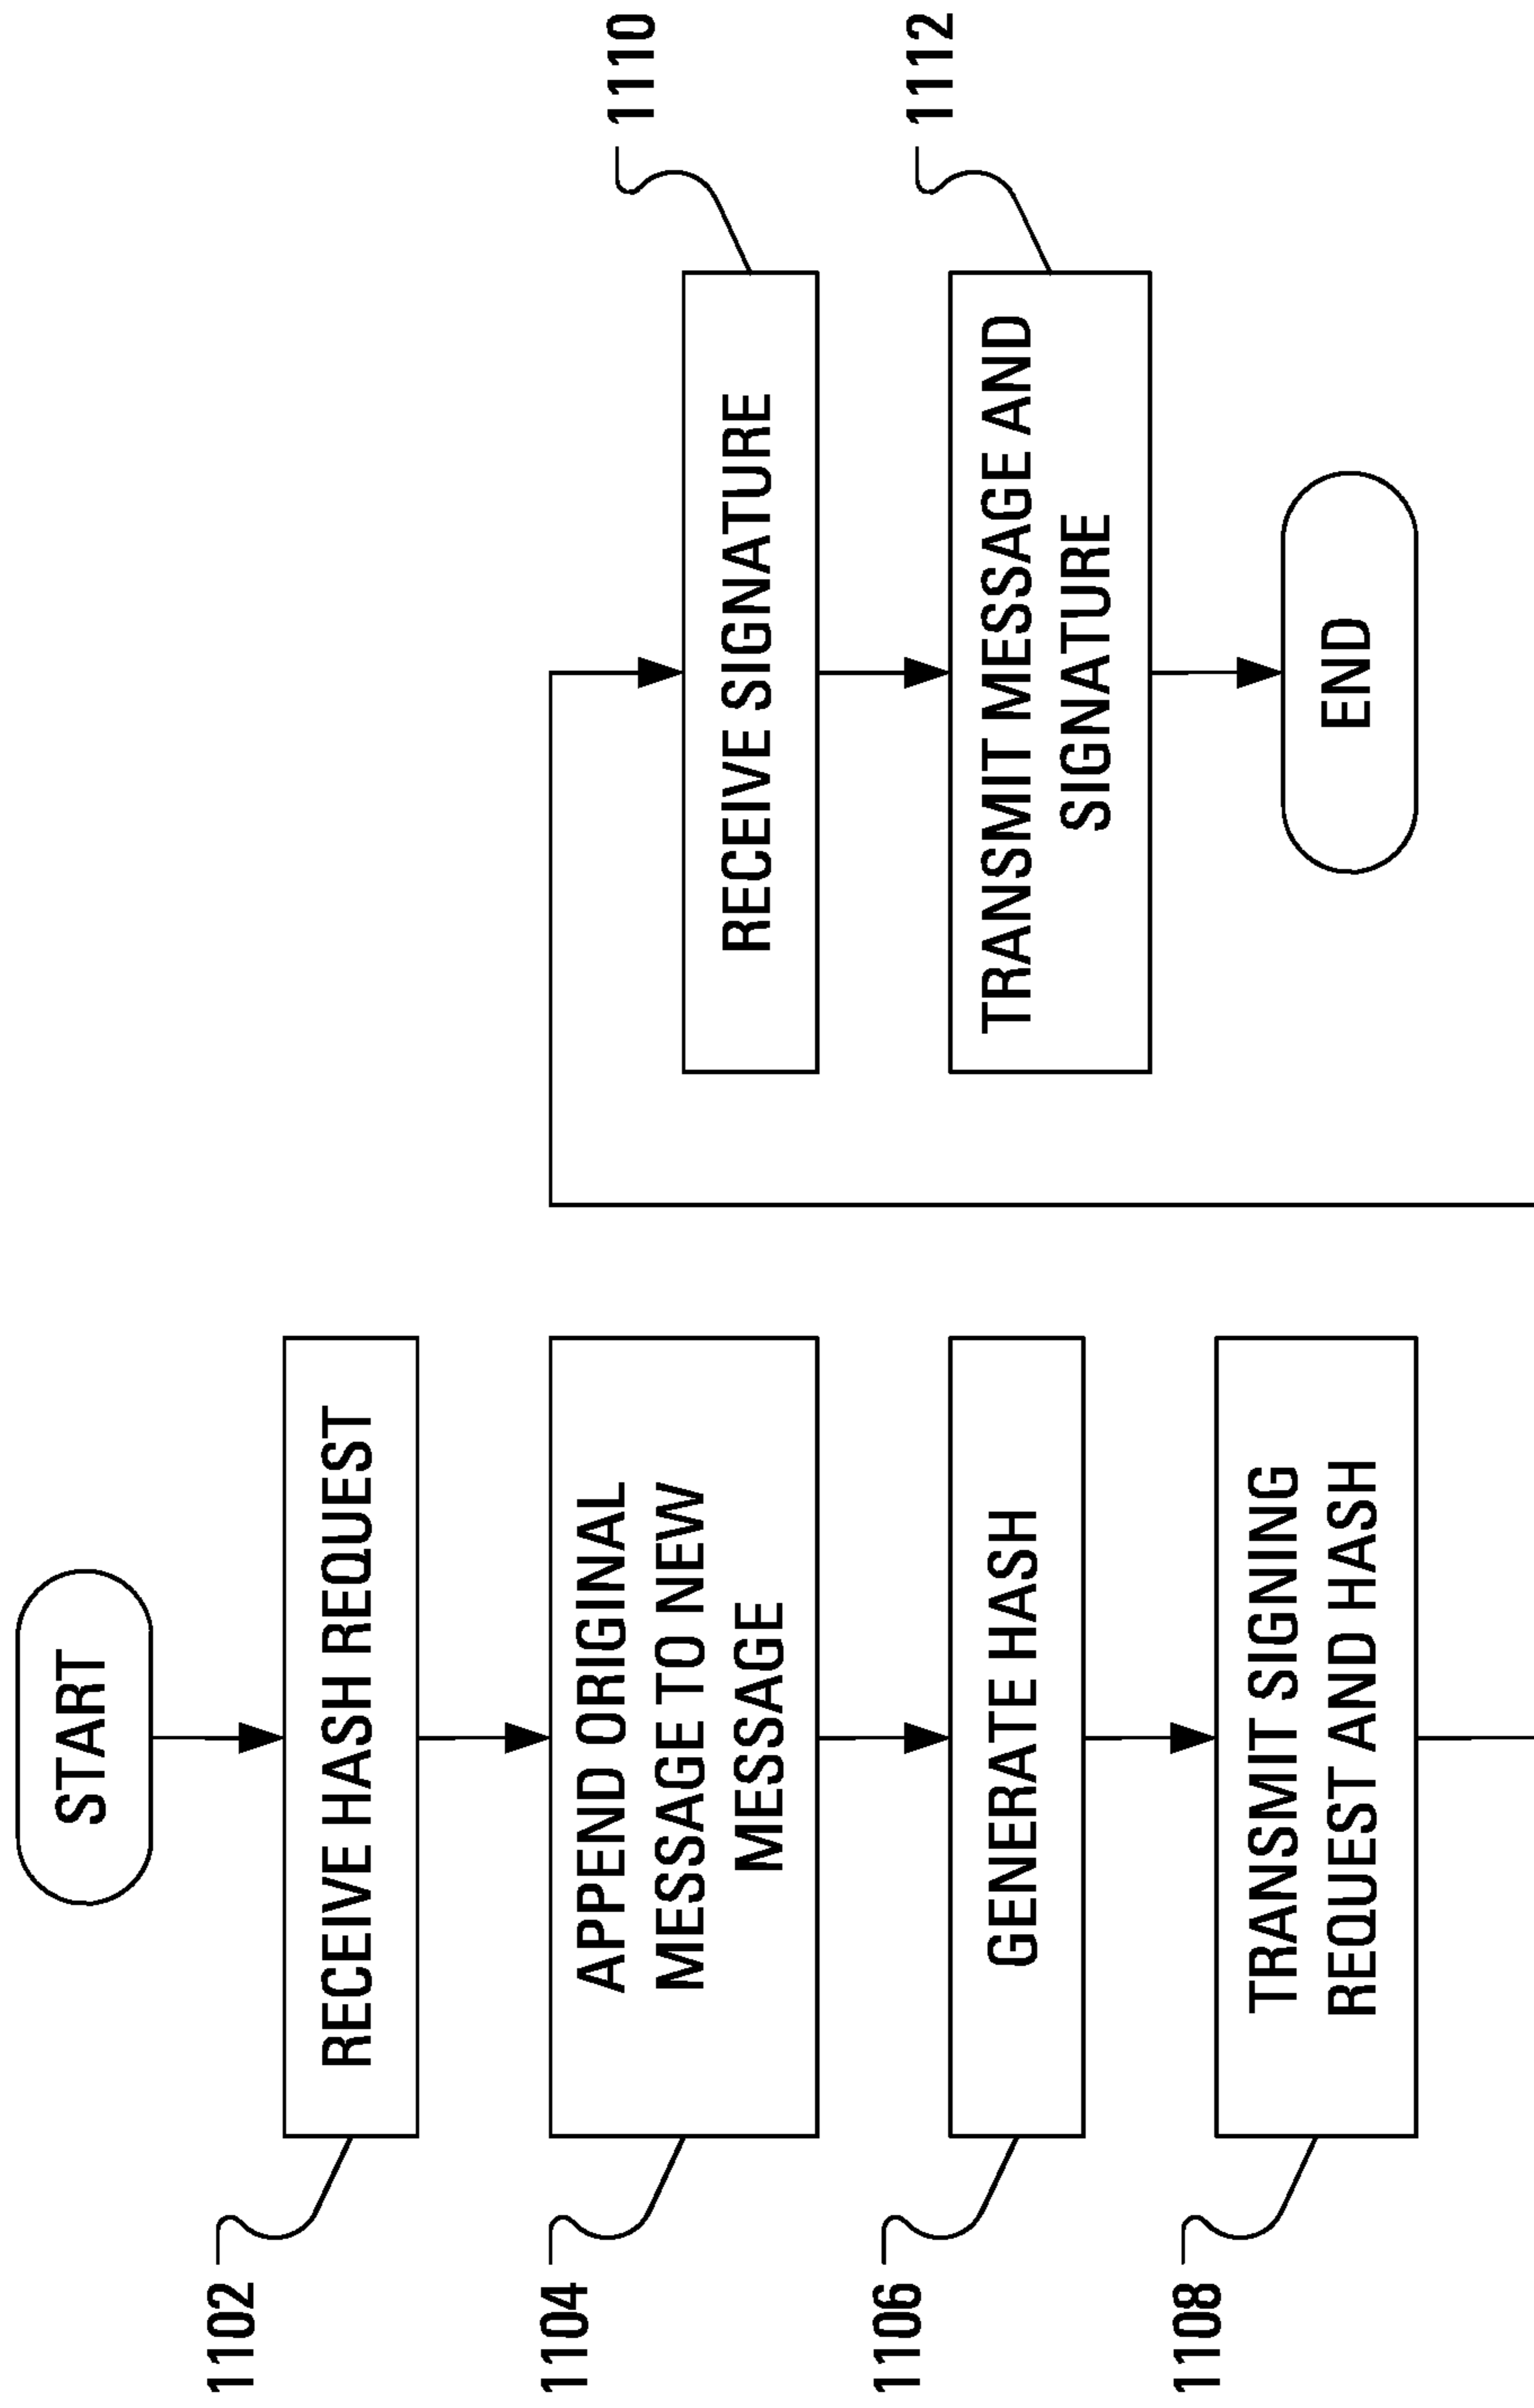 START
1102
RECEIVE HASH REQUEST
1104
APPEND ORIGINAL
MESSAGE TO NEW
MESSAGE
1106
GENERATE HASH
1108
TRANSMIT SIGNING
REQUEST AND HASH
1110
RECEIVE SIGNATURE
1112
TRANSMIT MESSAGE AND
SIGNATURE
END